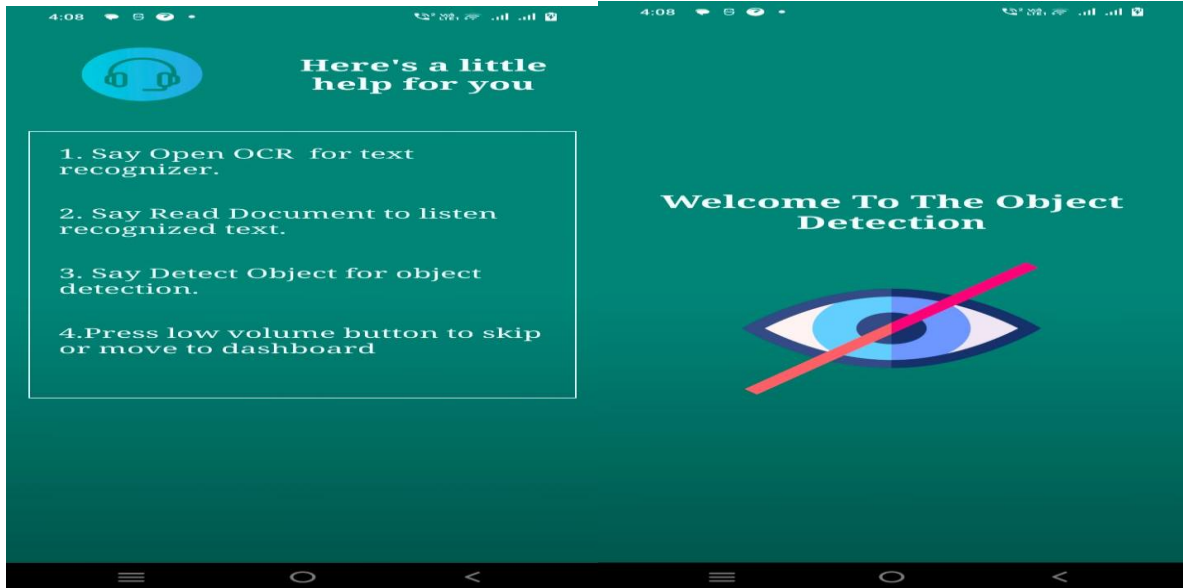 4:08
Here's a little
help for you
1. Say Open OCR for text
recognizer.
2. Say Read Document to listen
recognized text.
3. Say Detect Object for object
detection.
4.Press low volume button to skip
or move to dashboard
4:08
Welcome To The Object
Detection